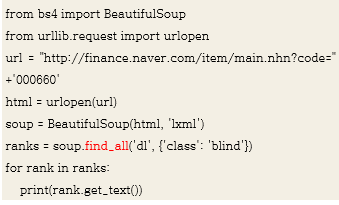 from bs4 import BeautifulSoup
from urllib.request import urlopen
url = "http://finance.naver.com/item/main.nhn?code="
+'000660'
html = urlopen(url)
soup = BeautifulSoup(html, 'lxml')
ranks = soup.find_all('dl', {'class': 'blind'})
for rank in ranks:
    print(rank.get_text())